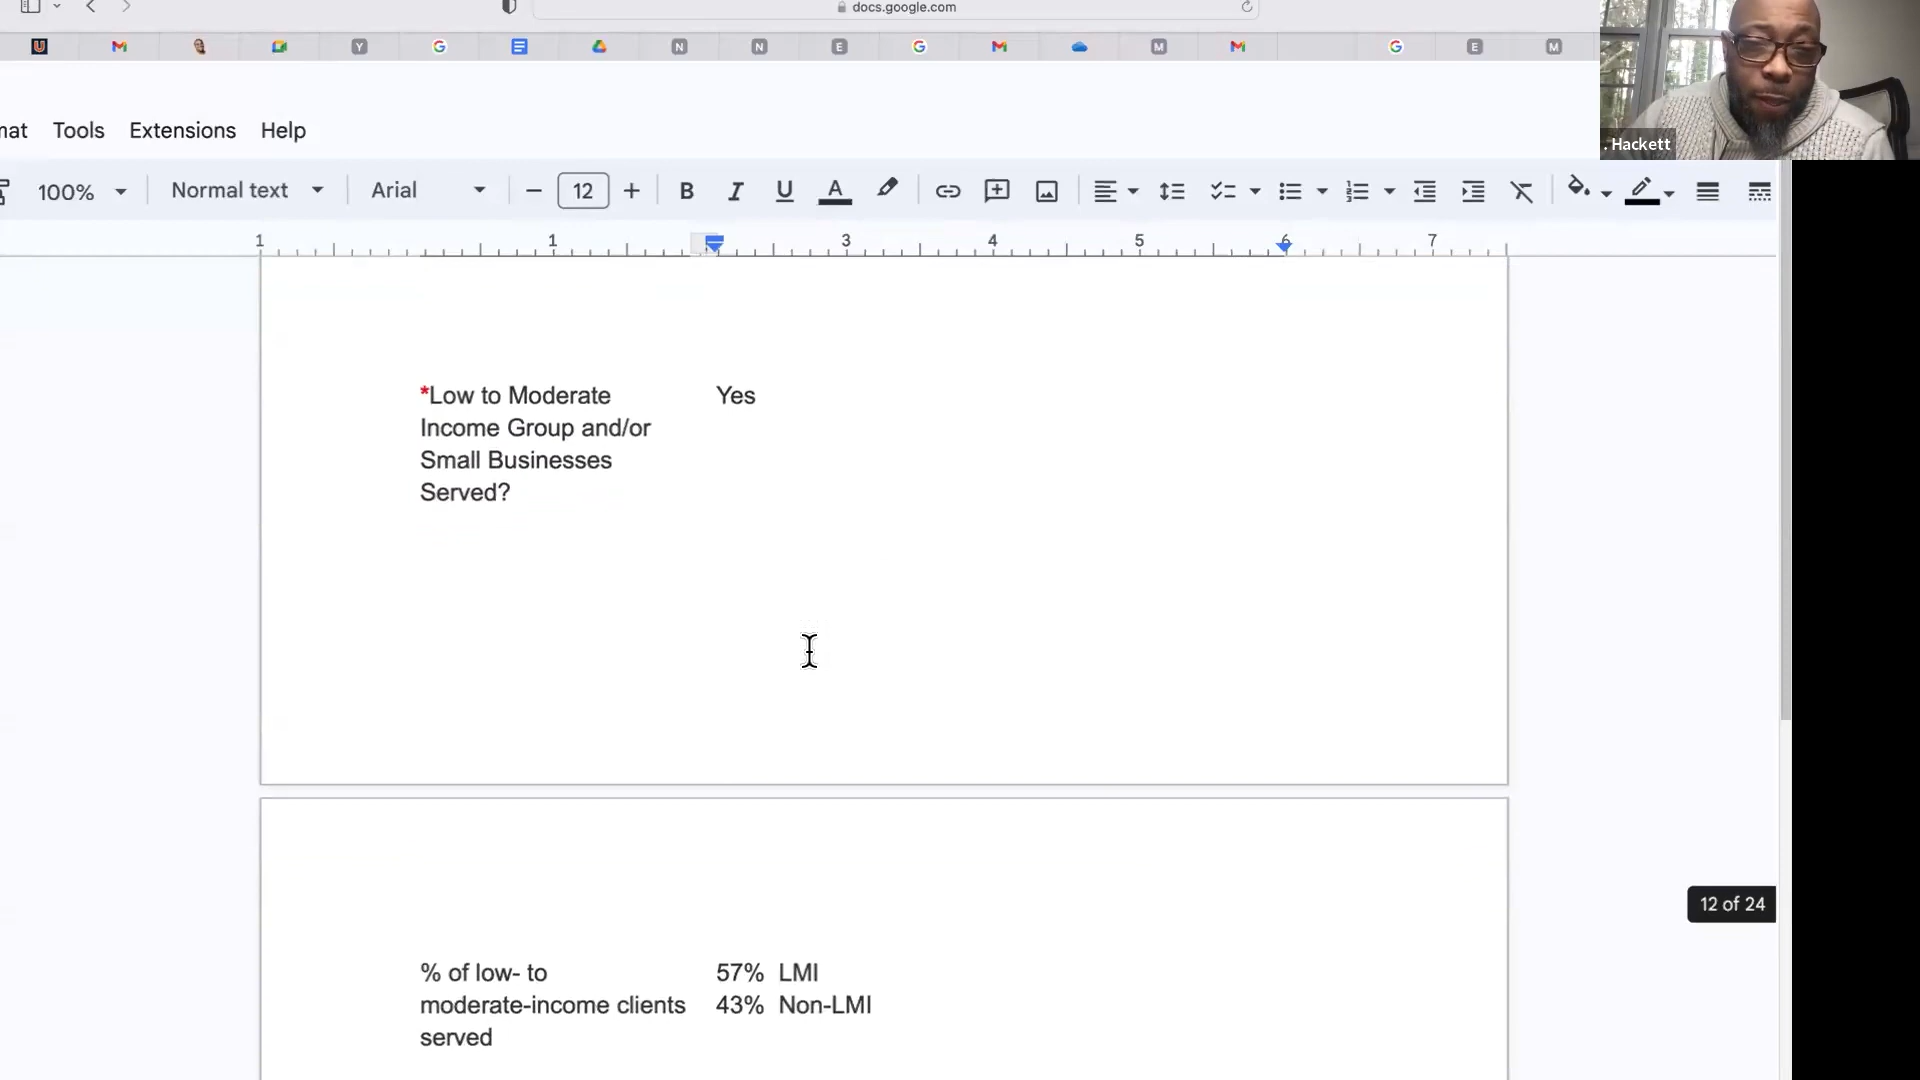 docs.google.com
U Y G N N E G M G E M
. Hackett
mat Tools Extensions Help
100% Normal text Arial 12 B I U A
1 1 3 4 5 6 7
*Low to Moderate Yes
Income Group and/or
Small Businesses
Served?
12 of 24
% of low- to 57% LMI
moderate-income clients 43% Non-LMI
served